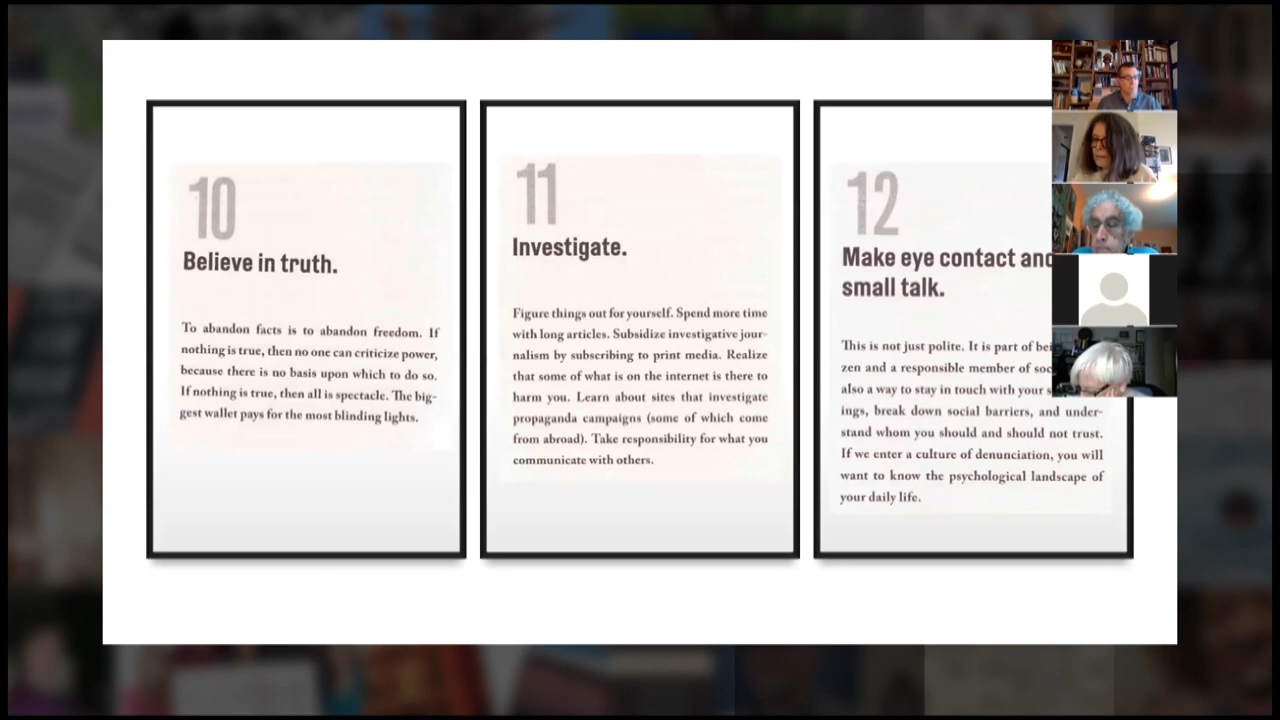 10
Believe in truth.
To abandon facts is to abandon freedom. If
nothing is true, then no one can criticize power,
because there is no basis upon which to do so.
If nothing is true, then all is spectacle. The big-
gest wallet pays for the most blinding lights.
11
Investigate.
Figure things out for yourself. Spend more time
with long articles. Subsidize investigative jour-
nalism by subscribing to print media. Realize
that some of what is on the internet is there to
harm you. Learn about sites that investigate
propaganda campaigns (some of which come
from abroad). Take responsibility for what you
communicate with others.
12
Make eye contact and
small talk.
This is not just polite. It is part of
zen and a responsible member of
also a way to stay in touch with your
ings, break down social barriers, and under-
stand whom you should and should not trust.
If we enter a culture of denunciation, you will
want to know the psychological landscape of
your daily life.